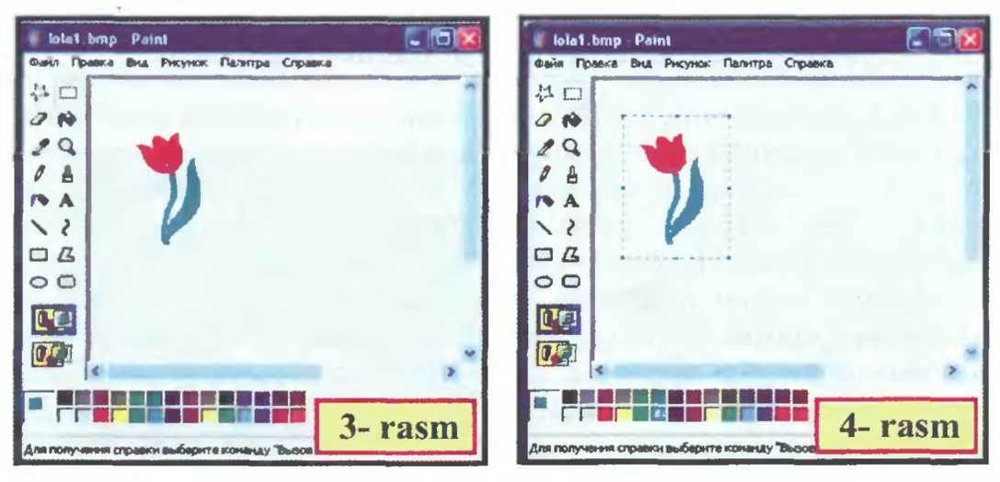 lola1.bmp - Paint
Файл Правка Вид Рисунок Палитра Справка
A
3- rasm
Для получения справки выберите команду "Вызов
lola1.bmp - Paint
Файл Правка Вид Рисунок Палитра Справка
A
4- rasm
Для получения справки выберите команду "Вызов